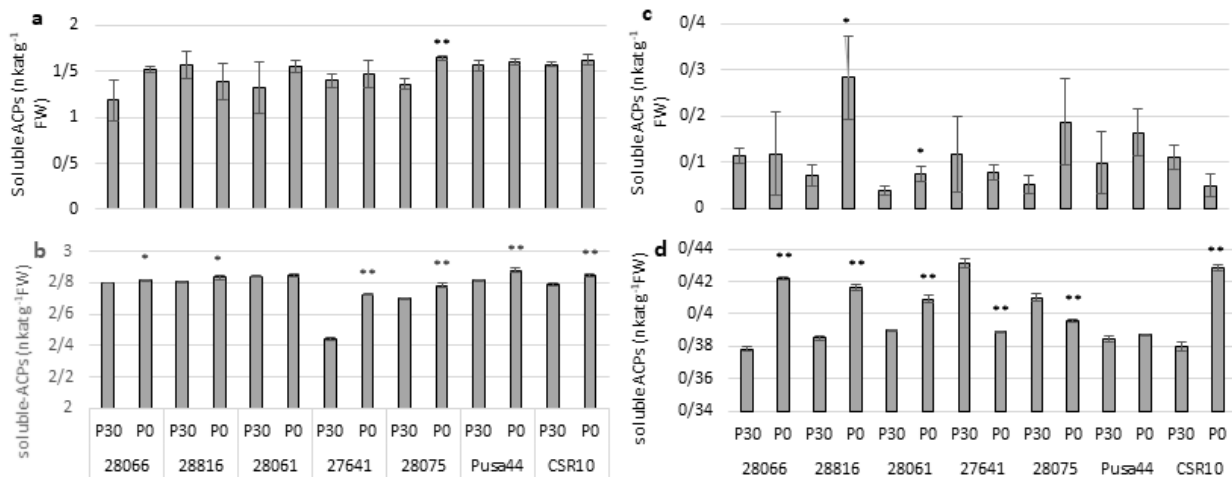 a
Soluble ACPs (nkatg⁻¹ FW)
2
1/5
1
0/5
0
**
b
soluble-ACPs (nkatg⁻¹FW)
3
2/8
2/6
2/4
2/2
2
* * ** ** ** **
P30 P0 P30 P0 P30 P0 P30 P0 P30 P0 P30 P0 P30 P0
28066 28816 28061 27641 28075 Pusa44 CSR10
c
Soluble ACPs (nkatg⁻¹ FW)
0/4
0/3
0/2
0/1
0
* *
d
soluble ACPs (nkatg⁻¹FW)
0/44
0/42
0/4
0/38
0/36
0/34
** ** ** ** ** **
P30 P0 P30 P0 P30 P0 P30 P0 P30 P0 P30 P0 P30 P0
28066 28816 28061 27641 28075 Pusa44 CSR10